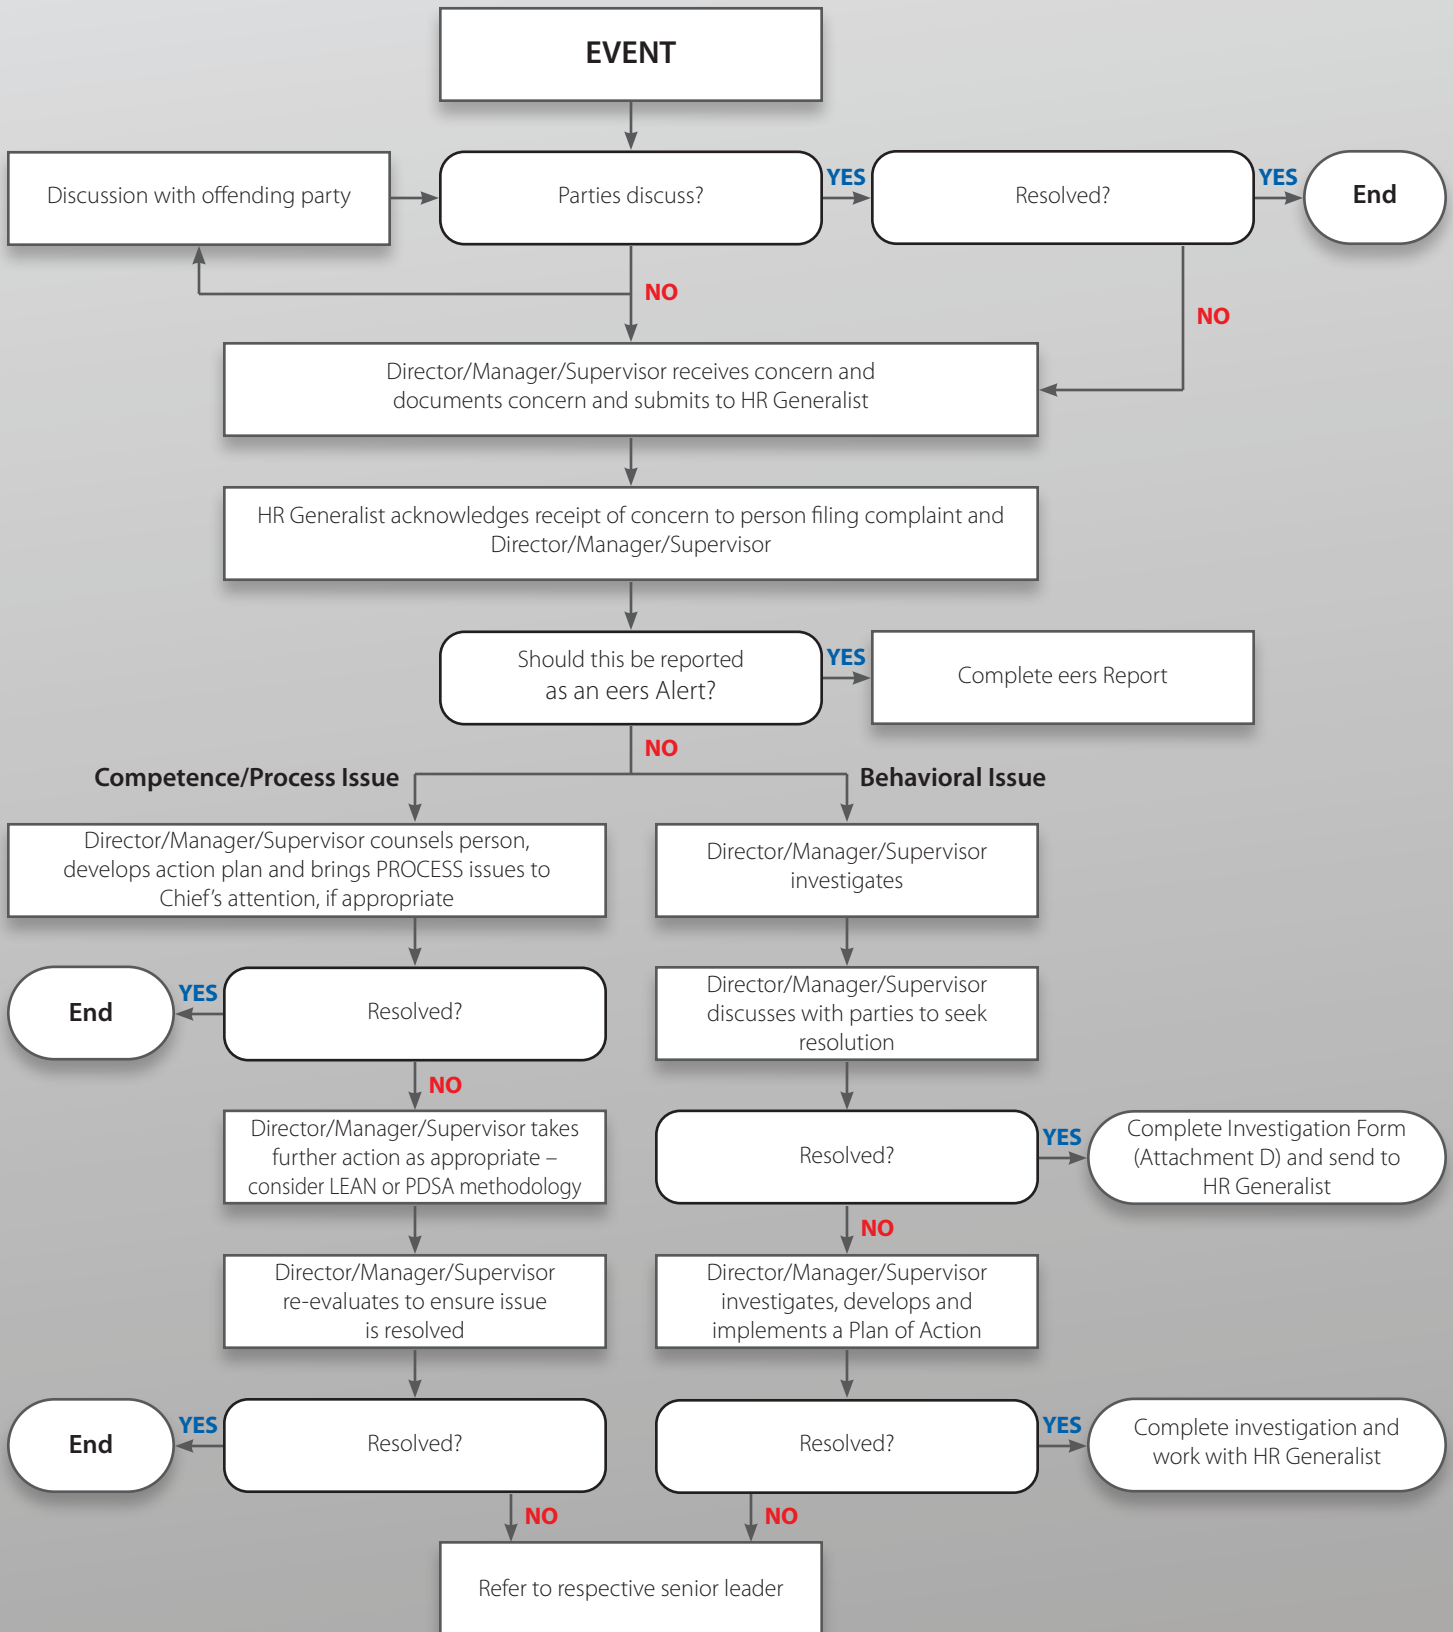 EVENT
Discussion with offending party
Parties discuss?
YES
Resolved?
YES
End
NO
NO
Director/Manager/Supervisor receives concern and
documents concern and submits to HR Generalist
HR Generalist acknowledges receipt of concern to person filing complaint and
Director/Manager/Supervisor
Should this be reported
as an eers Alert?
YES
Complete eers Report
NO
Competence/Process Issue
Behavioral Issue
Director/Manager/Supervisor counsels person,
develops action plan and brings PROCESS issues to
Chief's attention, if appropriate
Director/Manager/Supervisor
investigates
End
YES
Resolved?
Director/Manager/Supervisor
discusses with parties to seek
resolution
NO
Director/Manager/Supervisor takes
further action as appropriate –
consider LEAN or PDSA methodology
Resolved?
YES
Complete Investigation Form
(Attachment D) and send to
HR Generalist
NO
Director/Manager/Supervisor
re-evaluates to ensure issue
is resolved
Director/Manager/Supervisor
investigates, develops and
implements a Plan of Action
End
YES
Resolved?
Resolved?
YES
Complete investigation and
work with HR Generalist
NO
NO
Refer to respective senior leader